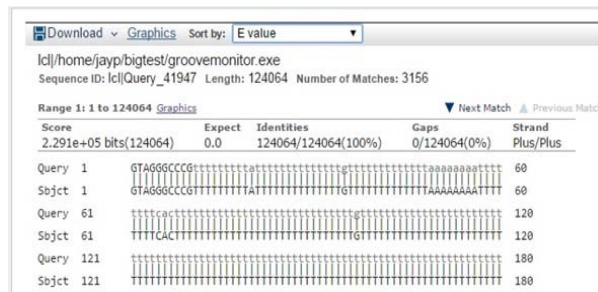 Download Graphics Sort by: E value
lcl|/home/jayp/bigtest/groovemonitor.exe
Sequence ID: lcl|Query_41947 Length: 124064 Number of Matches: 3156
Range 1: 1 to 124064 Graphics Next Match Previous Matc
Score Expect Identities Gaps Strand
2.291e+05 bits(124064) 0.0 124064/124064(100%) 0/124064(0%) Plus/Plus
Query 1 60
Sbjct 1 60
Query 61 120
Sbjct 61 120
Query 121 180
Sbjct 121 180